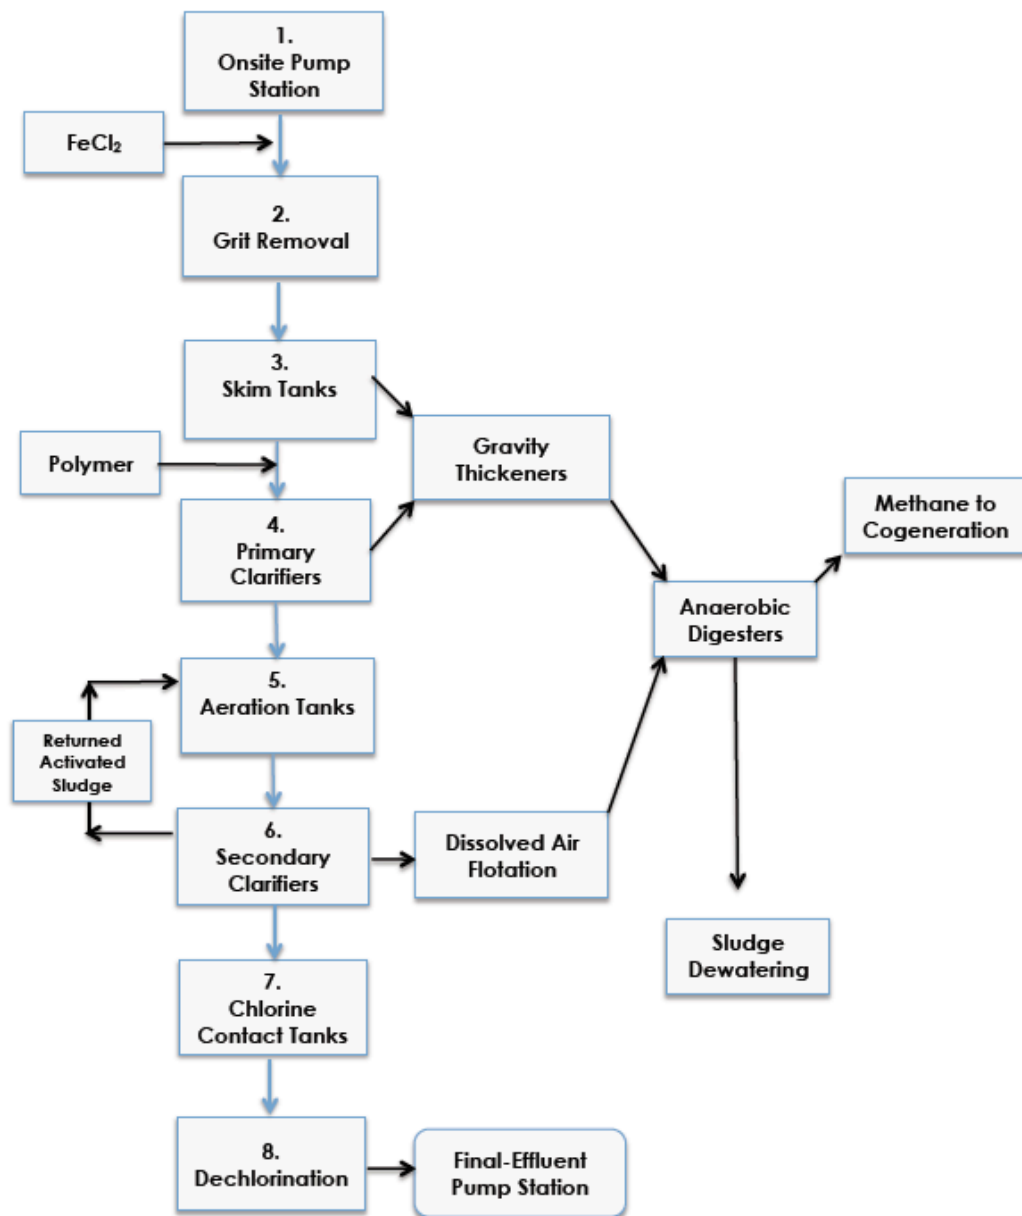 1.
Onsite Pump
Station
FeCl₂
2.
Grit Removal
3.
Skim Tanks
Gravity
Thickeners
Polymer
Methane to
Cogeneration
4.
Primary
Clarifiers
Anaerobic
Digesters
5.
Aeration Tanks
Returned
Activated
Sludge
6.
Secondary
Clarifiers
Dissolved Air
Flotation
Sludge
Dewatering
7.
Chlorine
Contact Tanks
8.
Dechlorination
Final-Effluent
Pump Station